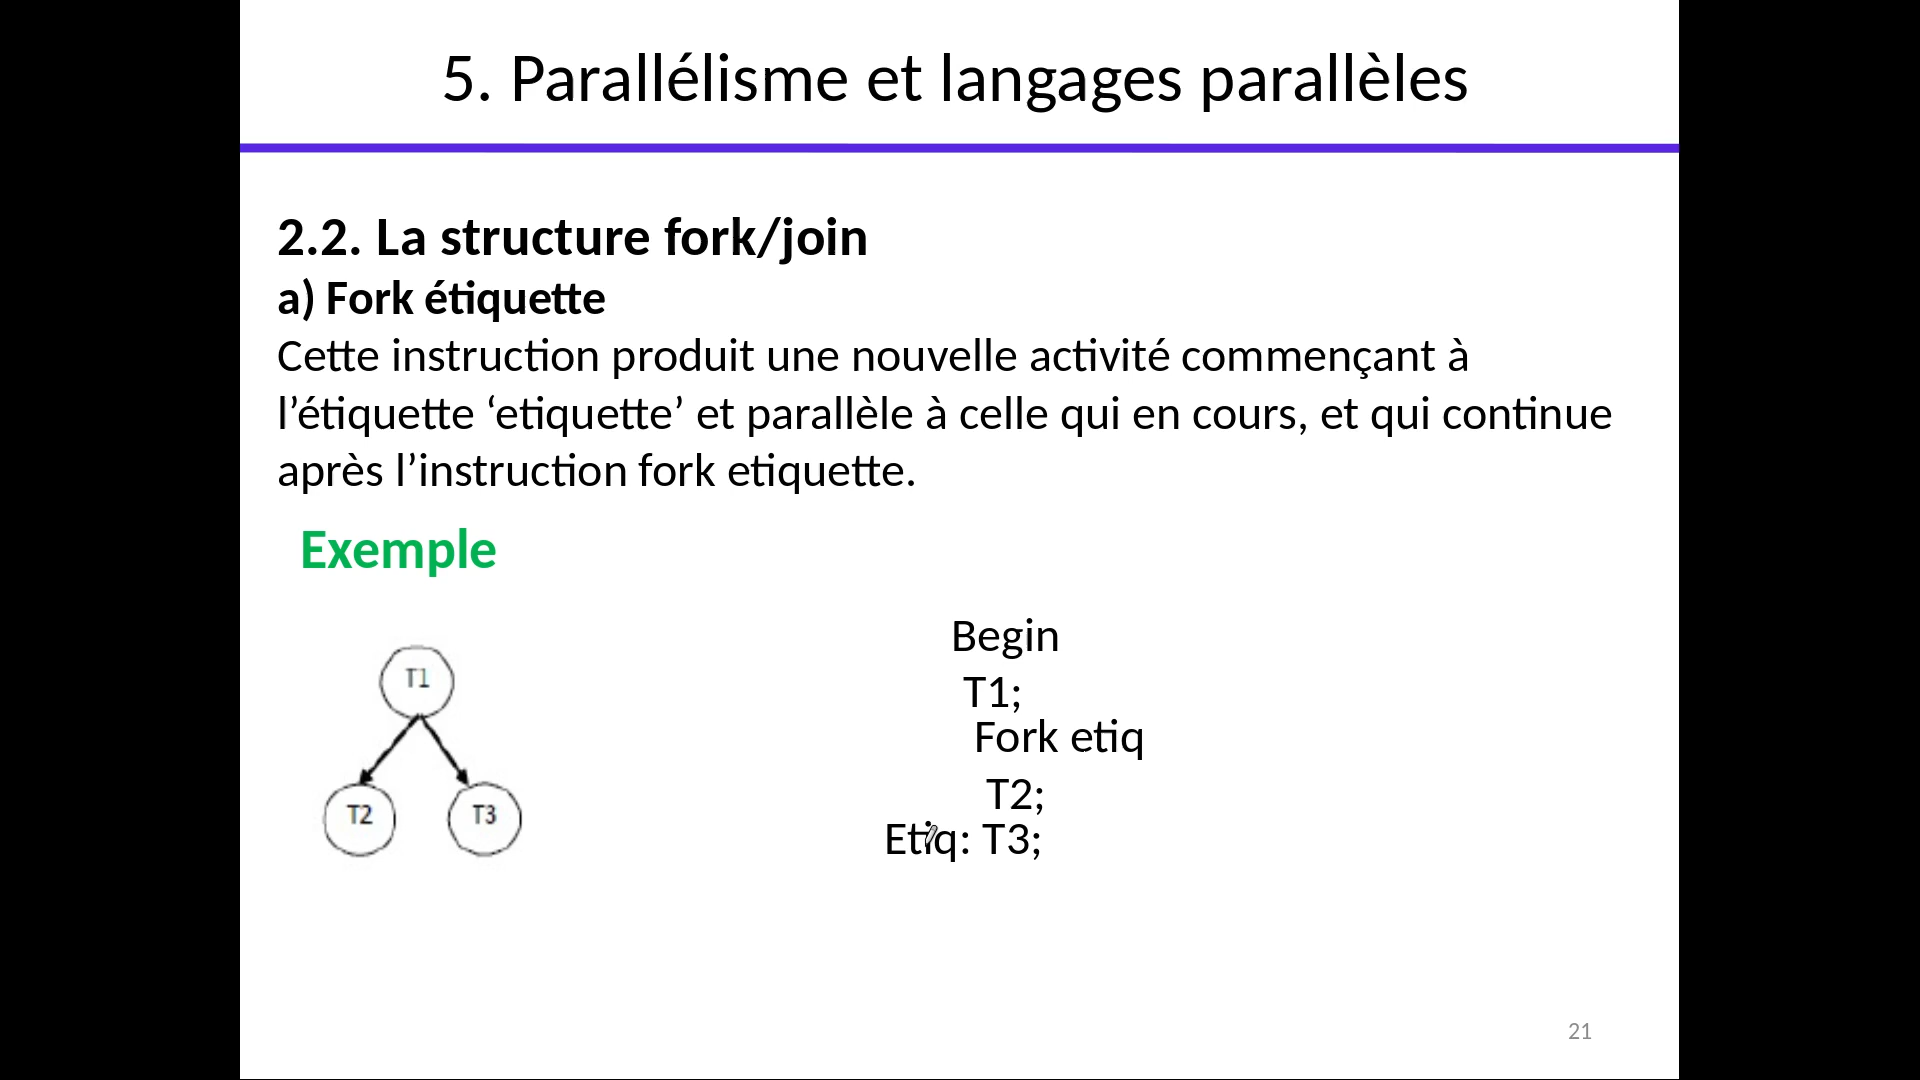 5. Parallélisme et langages parallèles
2.2. La structure fork/join
a) Fork étiquette
Cette instruction produit une nouvelle activité commençant à
l’étiquette ‘etiquette’ et parallèle à celle qui en cours, et qui continue
après l’instruction fork etiquette.
Exemple
Begin
T1;
Fork etiq
T2;
Etiq: T3;
T1
T2 T3
21